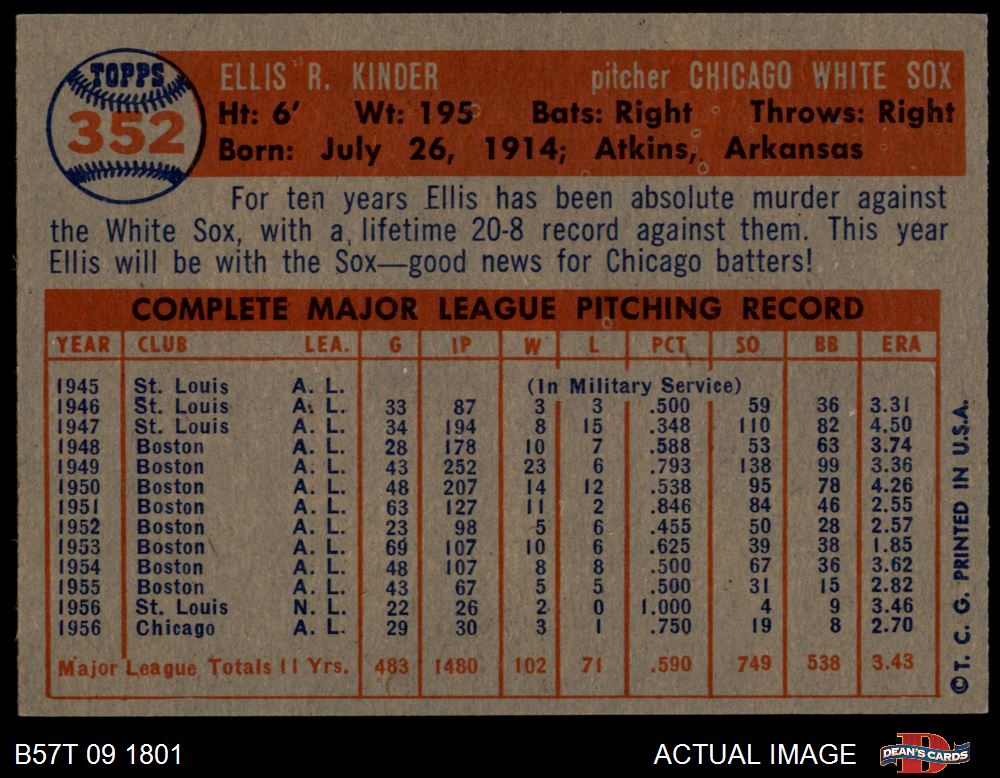 TOPPS
352
ELLIS R. KINDER pitcher CHICAGO WHITE SOX
Ht: 6' Wt: 195 Bats: Right Throws: Right
Born: July 26, 1914; Atkins, Arkansas
For ten years Ellis has been absolute murder against
the White Sox, with a lifetime 20-8 record against them. This year
Ellis will be with the Sox—good news for Chicago batters!
COMPLETE MAJOR LEAGUE PITCHING RECORD
YEAR CLUB LEA. G IP W L PCT SO BB ERA
1945 St. Louis A. L. (In Military Service)
1946 St. Louis A. L. 33 87 3 3 .500 59 36 3.31
1947 St. Louis A. L. 34 194 8 15 .348 110 82 4.50
1948 Boston A. L. 28 178 10 7 .588 53 63 3.74
1949 Boston A. L. 43 252 23 6 .793 138 99 3.36
1950 Boston A. L. 48 207 14 12 .538 95 78 4.26
1951 Boston A. L. 63 127 11 2 .846 84 46 2.55
1952 Boston A. L. 23 98 5 6 .455 50 28 2.57
1953 Boston A. L. 69 107 10 6 .625 39 38 1.85
1954 Boston A. L. 48 107 8 8 .500 67 36 3.62
1955 Boston A. L. 43 67 5 5 .500 31 15 2.82
1956 St. Louis N. L. 22 26 2 0 1.000 4 9 3.46
1956 Chicago A. L. 29 30 3 1 .750 19 8 2.70
Major League Totals 11 Yrs. 483 1480 102 71 .590 749 538 3.43
©T. C. G. PRINTED IN U.S.A.
B57T 09 1801 ACTUAL IMAGE DEAN'S CARDS